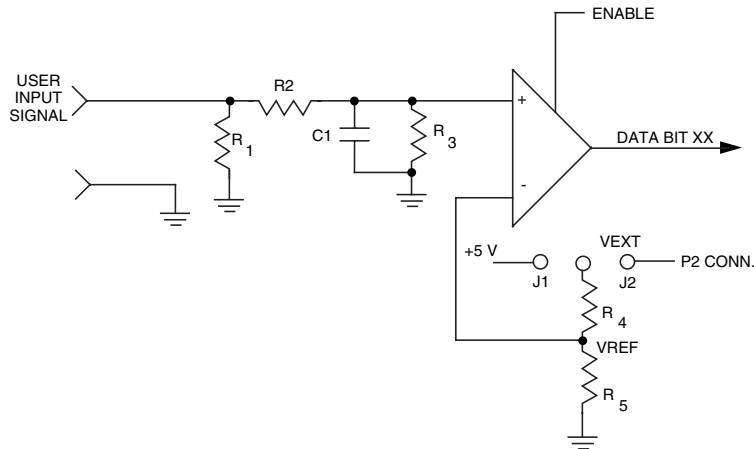 ENABLE
USER
INPUT
SIGNAL
R2
R 1
C1
R 3
+
-
DATA BIT XX
+5 V
VEXT
P2 CONN.
J1
J2
R 4
VREF
R 5